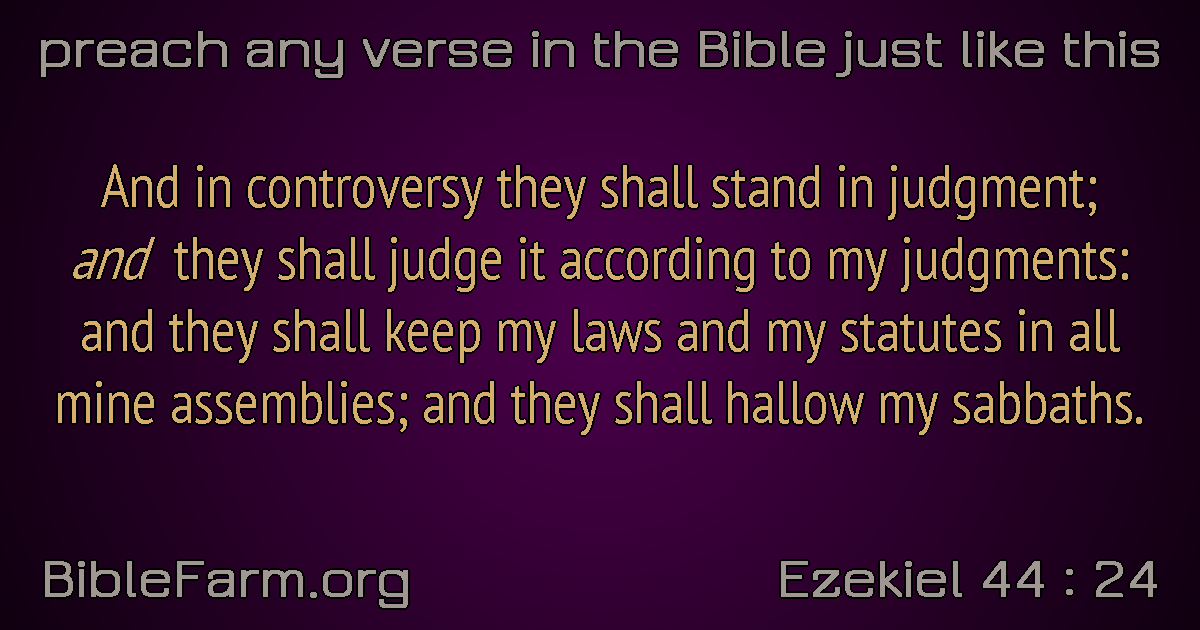 preach any verse in the Bible just like this
And in controversy they shall stand in judgment;
and they shall judge it according to my judgments:
and they shall keep my laws and my statutes in all
mine assemblies; and they shall hallow my sabbaths.
BibleFarm.org
Ezekiel 44 : 24